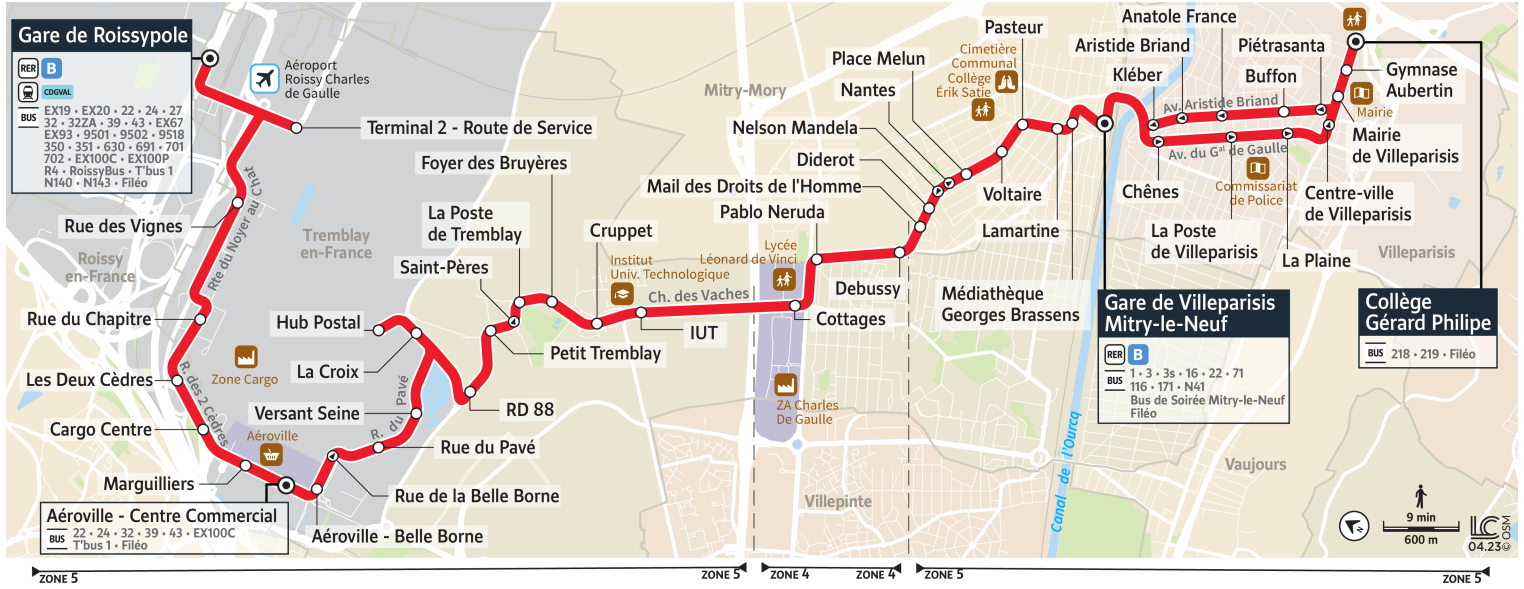 Gare de Roissypole
RER B
CDGVAL
BUS
EX19 • EX20 • 22 • 24 • 27
32 • 32ZA • 39 • 43 • EX67
EX93 • 9501 • 9502 • 9518
350 • 351 • 630 • 691 • 701
702 • EX100C • EX100P
R4 • RoissyBus • T'bus 1
N140 • N143 • Filéo
Aéroport
Roissy Charles
de Gaulle
Terminal 2 - Route de Service
Rue des Vignes
Rte du Noyer au Chat
Roissy
en-France
Tremblay
en-France
Rue du Chapitre
Les Deux Cèdres
R. des 2 Cèdres
Zone Cargo
Cargo Centre
Aéroville
Marguilliers
Aéroville - Centre Commercial
BUS
22 • 24 • 32 • 39 • 43 • EX100C
T'bus 1 • Filéo
Aéroville - Belle Borne
Rue de la Belle Borne
Rue du Pavé
R. du Pavé
Versant Seine
La Croix
Hub Postal
RD 88
Petit Tremblay
Saint-Pères
La Poste
de Tremblay
Foyer des Bruyères
Cruppet
Institut
Univ. Technologique
IUT
Ch. des Vaches
Mitry-Mory
Lycée
Léonard de Vinci
Cottages
ZA Charles
De Gaulle
Villepinte
Pablo Neruda
Debussy
Mail des Droits de l'Homme
Diderot
Nelson Mandela
Nantes
Place Melun
Cimetière
Communal
Collège
Érik Satie
Pasteur
Voltaire
Lamartine
Médiathèque
Georges Brassens
Canal de l'Ourcq
Gare de Villeparisis
Mitry-le-Neuf
RER B
BUS
1 • 3 • 3s • 16 • 22 • 71
116 • 171 • N41
Bus de Soirée Mitry-le-Neuf
Filéo
Kléber
Aristide Briand
Anatole France
Piétrasanta
Buffon
Av. Aristide Briand
Av. du Gal de Gaulle
Chênes
La Poste
de Villeparisis
Commissariat
de Police
La Plaine
Centre-ville
de Villeparisis
Mairie
de Villeparisis
Mairie
Gymnase
Aubertin
Villeparisis
Vaujours
Collège
Gérard Philipe
BUS
218 • 219 • Filéo
9 min
600 m
LC
04.23
© OSM
ZONE 5
ZONE 5
ZONE 4
ZONE 4
ZONE 5
ZONE 5